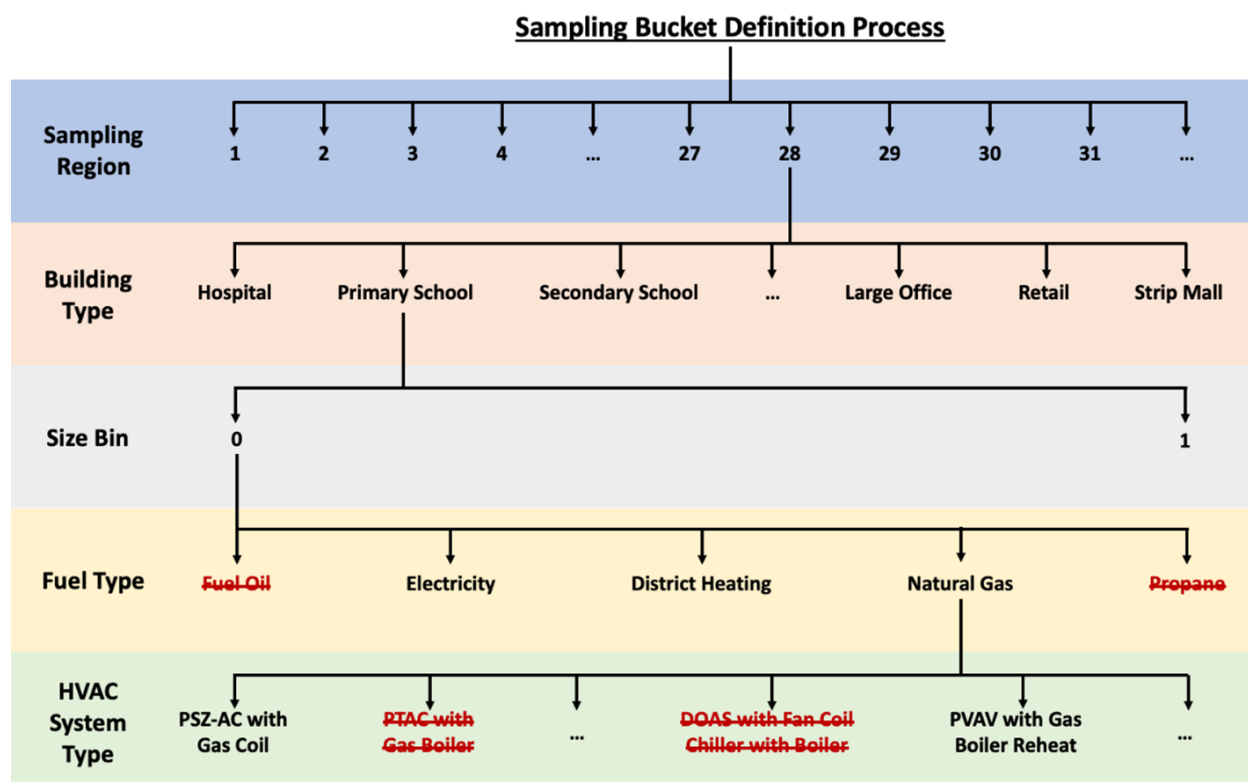 Sampling Bucket Definition Process
Sampling
Region
1 2 3 4 ... 27 28 29 30 31 ...
Building
Type
Hospital Primary School Secondary School ... Large Office Retail Strip Mall
Size Bin
0 1
Fuel Type
Fuel Oil Electricity District Heating Natural Gas Propane
HVAC
System
Type
PSZ-AC with
Gas Coil
PTAC with
Gas Boiler
...
DOAS with Fan Coil
Chiller with Boiler
PVAV with Gas
Boiler Reheat
...